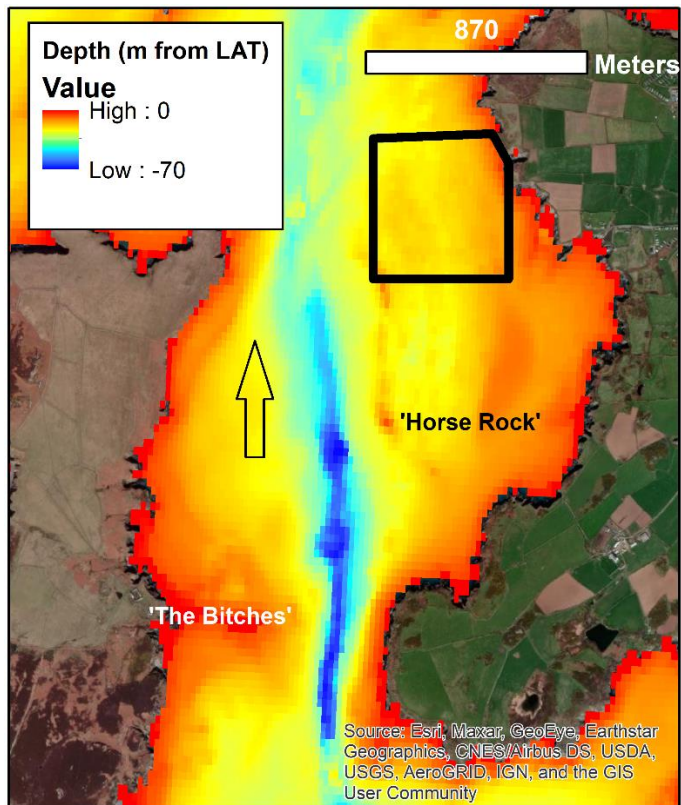 Depth (m from LAT)
Value
High : 0
Low : -70
870
Meters
'Horse Rock'
'The Bitches'
Source: Esri, Maxar, GeoEye, Earthstar
Geographics, CNES/Airbus DS, USDA,
USGS, AeroGRID, IGN, and the GIS
User Community